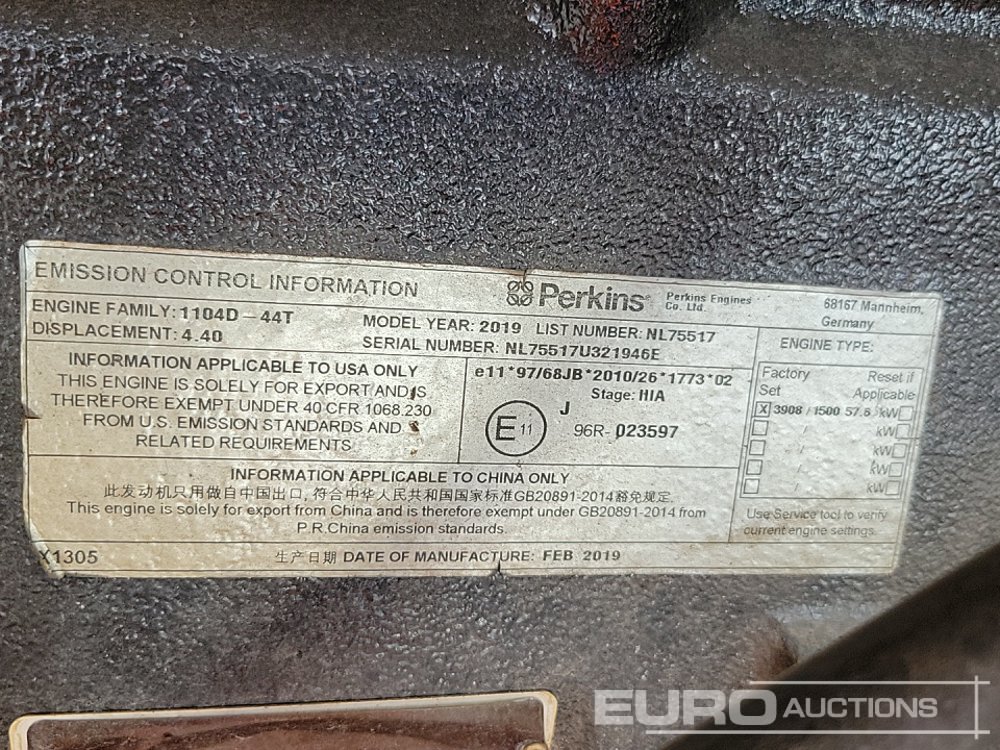 EMISSION CONTROL INFORMATION
Perkins
Perkins Engines
Co. Ltd.
68167 Mannheim,
Germany
ENGINE FAMILY: 1104D - 44T
MODEL YEAR: 2019 LIST NUMBER: NL75517
DISPLACEMENT: 4.40
SERIAL NUMBER: NL75517U321946E
ENGINE TYPE:
INFORMATION APPLICABLE TO USA ONLY
THIS ENGINE IS SOLELY FOR EXPORT AND IS
THEREFORE EXEMPT UNDER 40 CFR 1068.230
FROM U.S. EMISSION STANDARDS AND
RELATED REQUIREMENTS
e11*97/68JB*2010/26*1773*02
Stage: IIIA
E 11
J
96R-023597
Factory Set
Reset if Applicable
X 3908 / 1500 57.6 kW
/ kW
/ kW
/ kW
/ kW
Use Service tool to verify
current engine settings.
INFORMATION APPLICABLE TO CHINA ONLY
此发动机只用做自中国出口,符合中华人民共和国国家标准GB20891-2014豁免规定.
This engine is solely for export from China and is therefore exempt under GB20891-2014 from
P.R.China emission standards.
X1305
生产日期 DATE OF MANUFACTURE: FEB 2019
EURO AUCTIONS